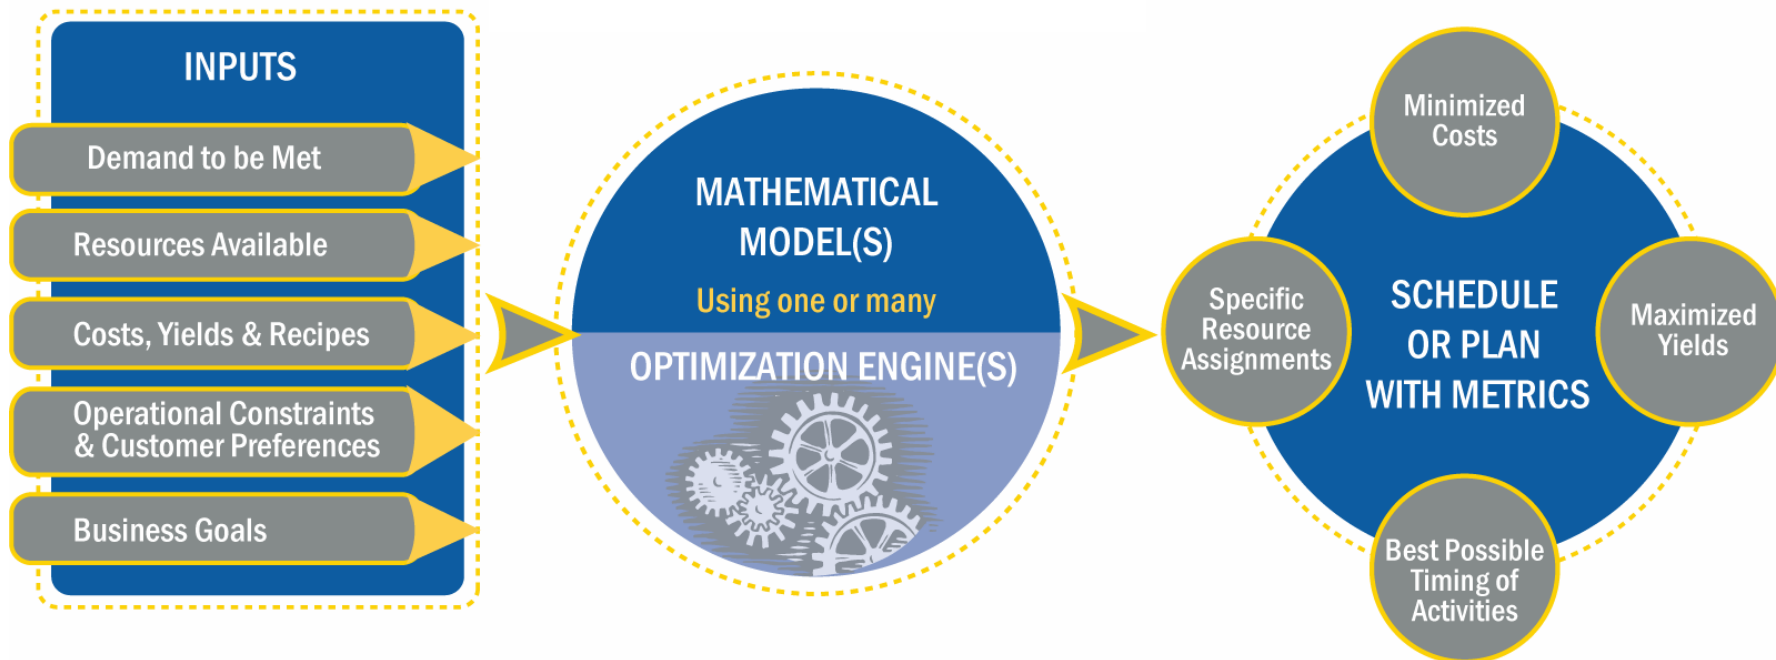 INPUTS
Demand to be Met
Resources Available
Costs, Yields & Recipes
Operational Constraints
& Customer Preferences
Business Goals
MATHEMATICAL
MODEL(S)
Using one or many
OPTIMIZATION ENGINE(S)
Minimized
Costs
Specific
Resource
Assignments
SCHEDULE
OR PLAN
WITH METRICS
Maximized
Yields
Best Possible
Timing of
Activities